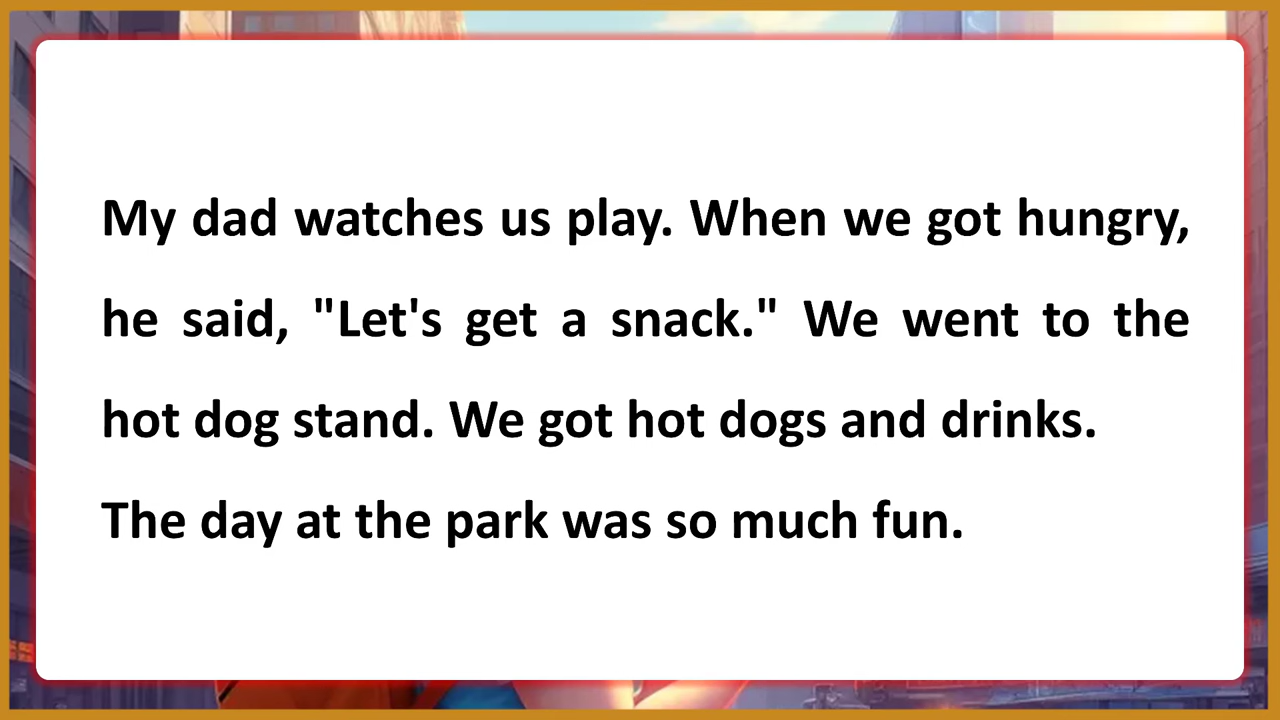 My dad watches us play. When we got hungry,
he said, "Let's get a snack." We went to the
hot dog stand. We got hot dogs and drinks.
The day at the park was so much fun.